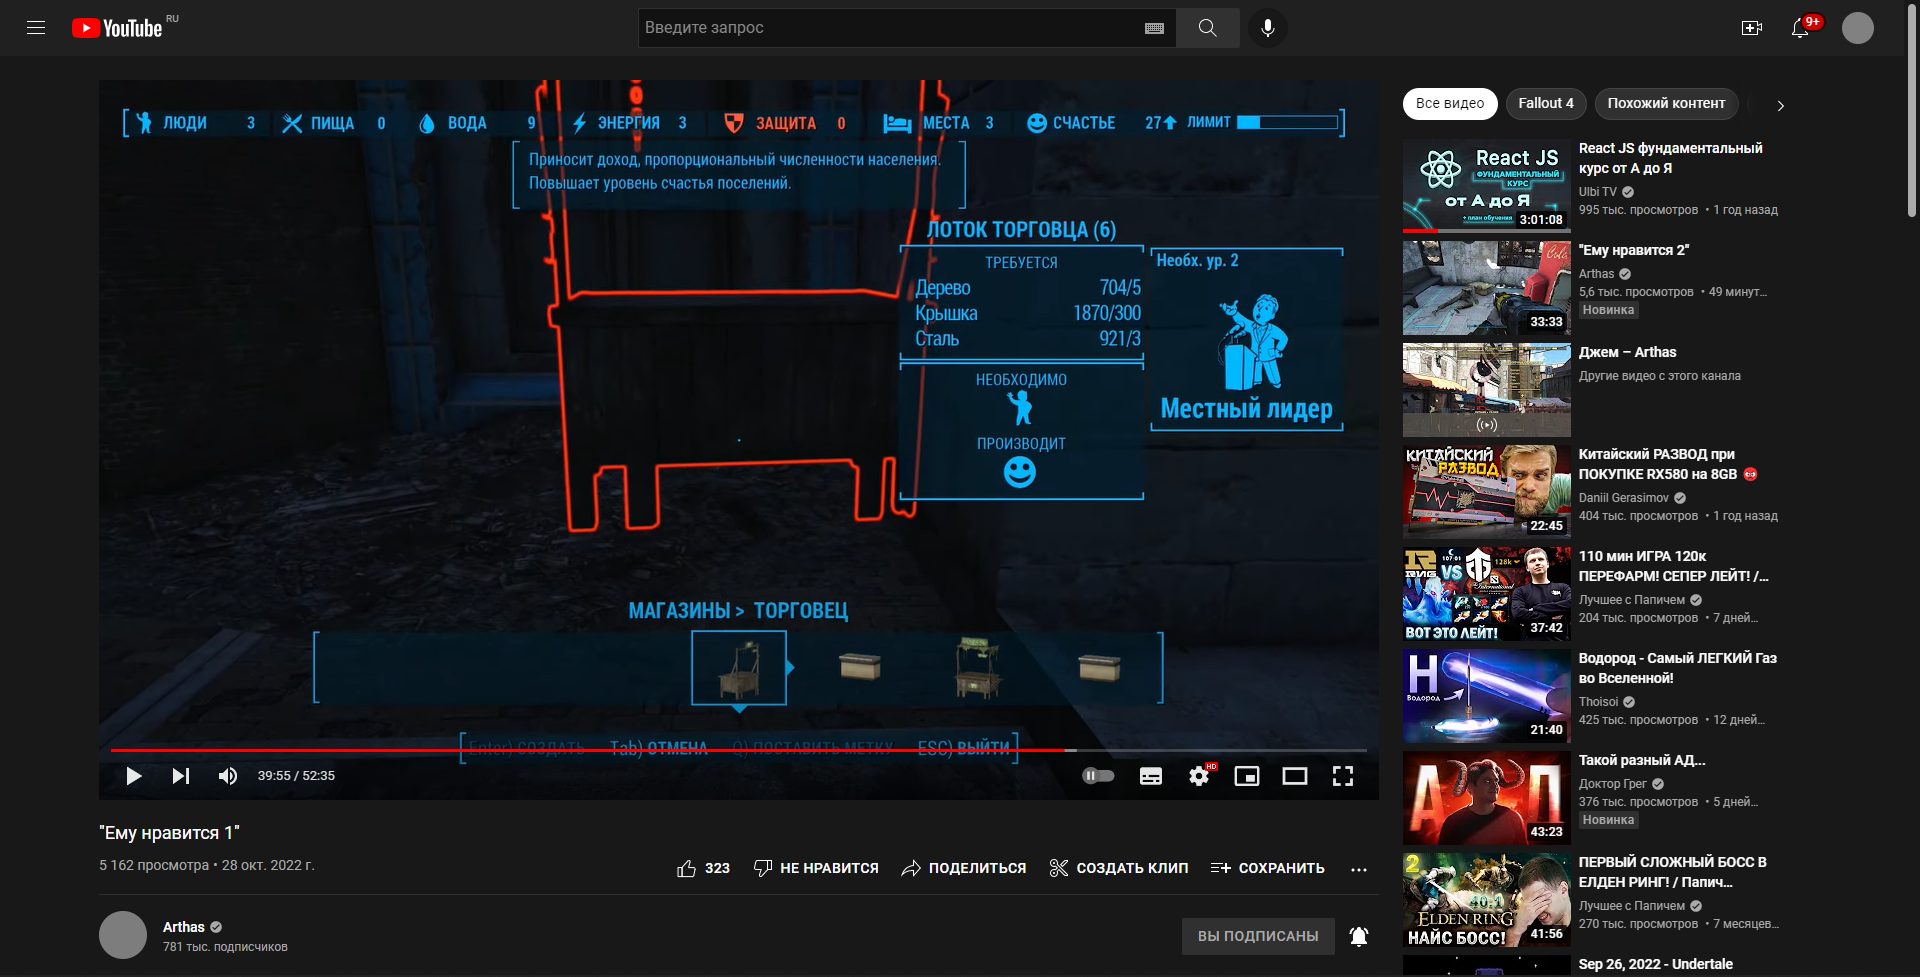 YouTube RU
Введите запрос
9+
ЛЮДИ 3 ПИЩА 0 ВОДА 9 ЭНЕРГИЯ 3 ЗАЩИТА 0 МЕСТА 3 СЧАСТЬЕ 27 ЛИМИТ
Приносит доход, пропорциональный численности населения.
Повышает уровень счастья поселений.
ЛОТОК ТОРГОВЦА (6)
ТРЕБУЕТСЯ
Дерево 704/5
Крышка 1870/300
Сталь 921/3
НЕОБХОДИМО
ПРОИЗВОДИТ
Необх. ур. 2
Местный лидер
МАГАЗИНЫ > ТОРГОВЕЦ
Enter) СОЗДАТЬ Tab) ОТМЕНА Q) ПОСТАВИТЬ МЕТКУ ESC) ВЫЙТИ
39:55 / 52:35
HD
"Ему нравится 1"
5 162 просмотра • 28 окт. 2022 г.
323 НЕ НРАВИТСЯ ПОДЕЛИТЬСЯ СОЗДАТЬ КЛИП СОХРАНИТЬ ...
Arthas
781 тыс. подписчиков
ВЫ ПОДПИСАНЫ
Все видео Fallout 4 Похожий контент
React JS
ФУНДАМЕНТАЛЬНЫЙ
КУРС
от А до Я
+ план обучения
3:01:08
React JS фундаментальный
курс от А до Я
Ulbi TV
995 тыс. просмотров • 1 год назад
33:33
"Ему нравится 2"
Arthas
5,6 тыс. просмотров • 49 минут...
Новинка
Джем – Arthas
Другие видео с этого канала
КИТАЙСКИЙ
РАЗВОД
22:45
Китайский РАЗВОД при
ПОКУПКЕ RX580 на 8GB
Daniil Gerasimov
404 тыс. просмотров • 1 год назад
RNG
VS
107:01
128k
International
ВОТ ЭТО ЛЕЙТ!
37:42
110 мин ИГРА 120к
ПЕРЕФАРМ! СЕПЕР ЛЕЙТ! /...
Лучшее с Папичем
204 тыс. просмотров • 7 дней...
H
Водород
21:40
Водород - Самый ЛЕГКИЙ Газ
во Вселенной!
Thoisoi
425 тыс. просмотров • 12 дней...
43:23
Такой разный АД...
Доктор Грег
376 тыс. просмотров • 5 дней...
Новинка
2
ELDEN RING
НАЙС БОСС!
41:56
ПЕРВЫЙ СЛОЖНЫЙ БОСС В
ЕЛДЕН РИНГ! / Папич...
Лучшее с Папичем
270 тыс. просмотров • 7 месяцев...
Sep 26, 2022 - Undertale